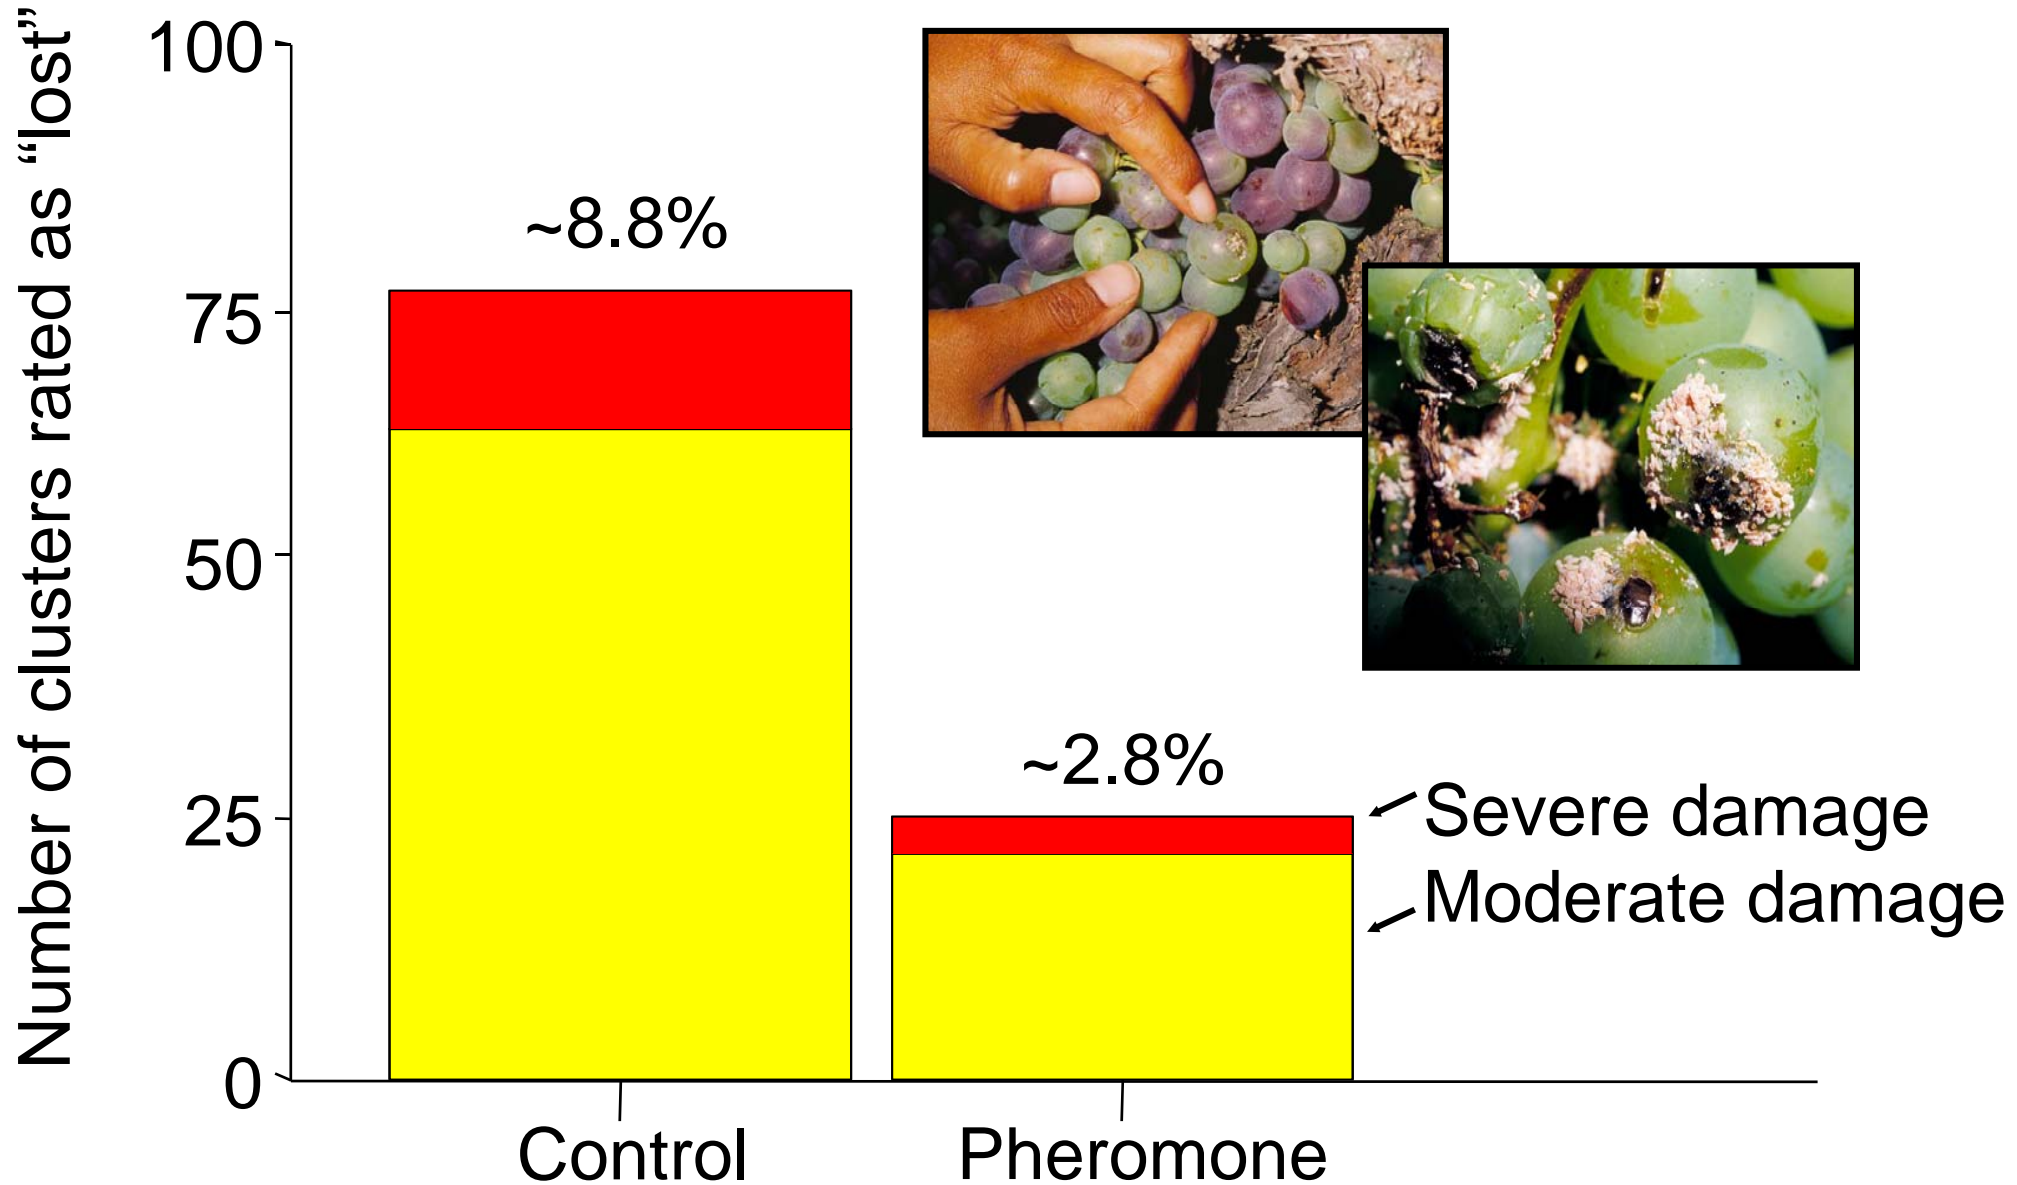 Number of clusters rated as “lost”
100
75
50
25
0
~8.8%
~2.8%
Severe damage
Moderate damage
Control
Pheromone